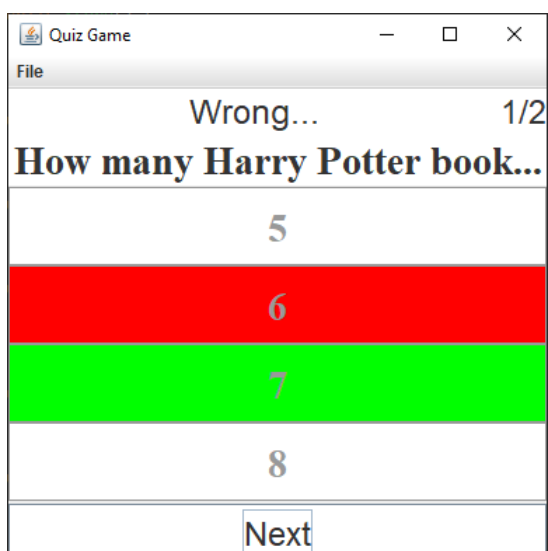 Quiz Game
File
Wrong... 1/2
How many Harry Potter book...
5
6
7
8
Next